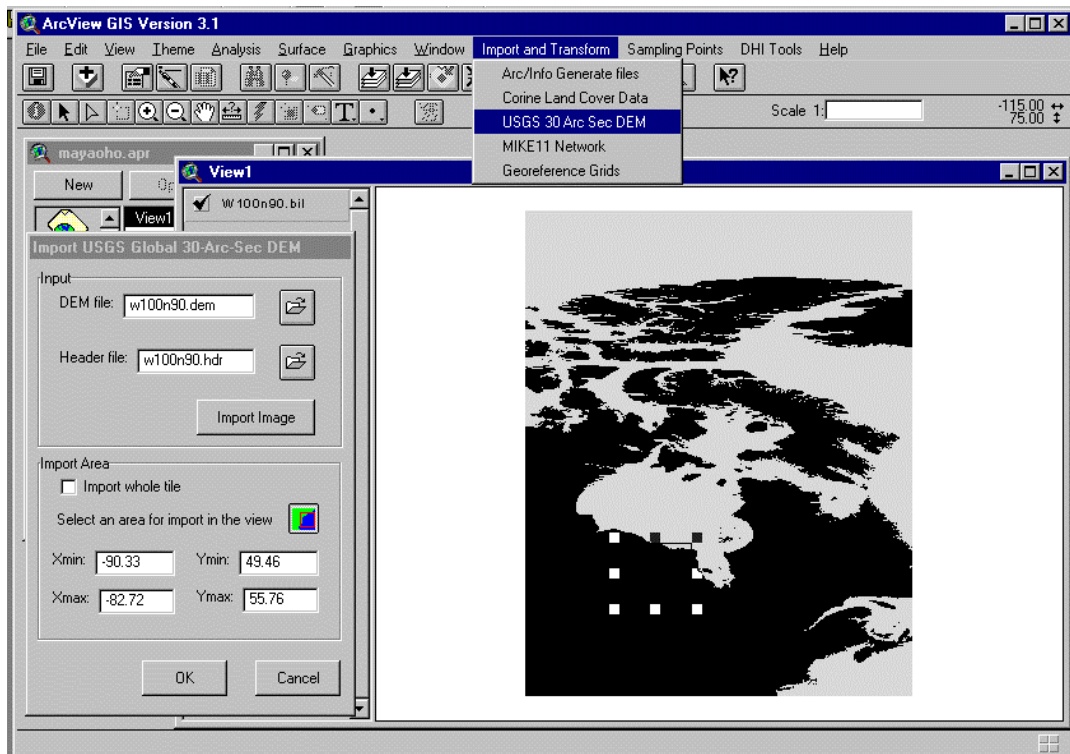 ArcView GIS Version 3.1
File Edit View Theme Analysis Surface Graphics Window Import and Transform Sampling Points DHI Tools Help
Arc/Info Generate files
Corine Land Cover Data
USGS 30 Arc Sec DEM
MIKE11 Network
Georeference Grids
T
Scale 1:
-115.00
75.00
mayaoho.apr
New
Op
View1
View1
W100n90.bil
Import USGS Global 30-Arc-Sec DEM
Input
DEM file: w100n90.dem
Header file: w100n90.hdr
Import Image
Import Area
Import whole tile
Select an area for import in the view
Xmin: -90.33 Ymin: 49.46
Xmax: -82.72 Ymax: 55.76
OK Cancel